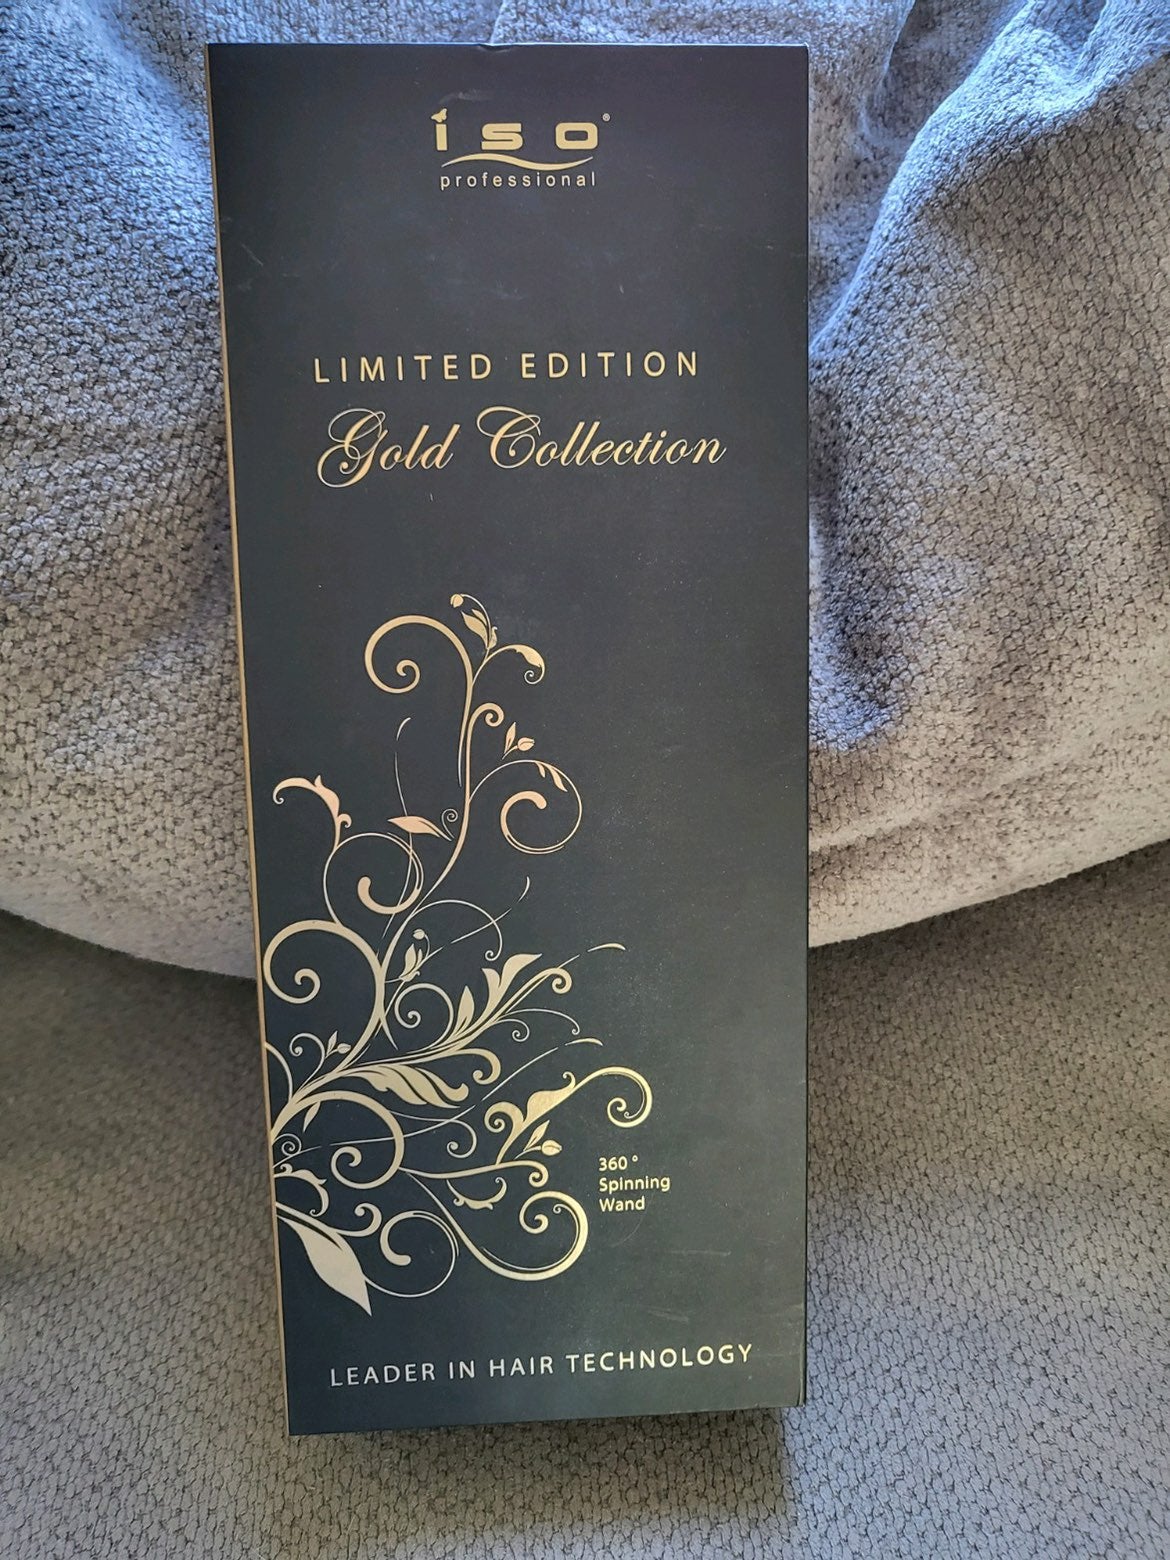 iso®
professional
LIMITED EDITION
Gold Collection
360°
Spinning
Wand
LEADER IN HAIR TECHNOLOGY